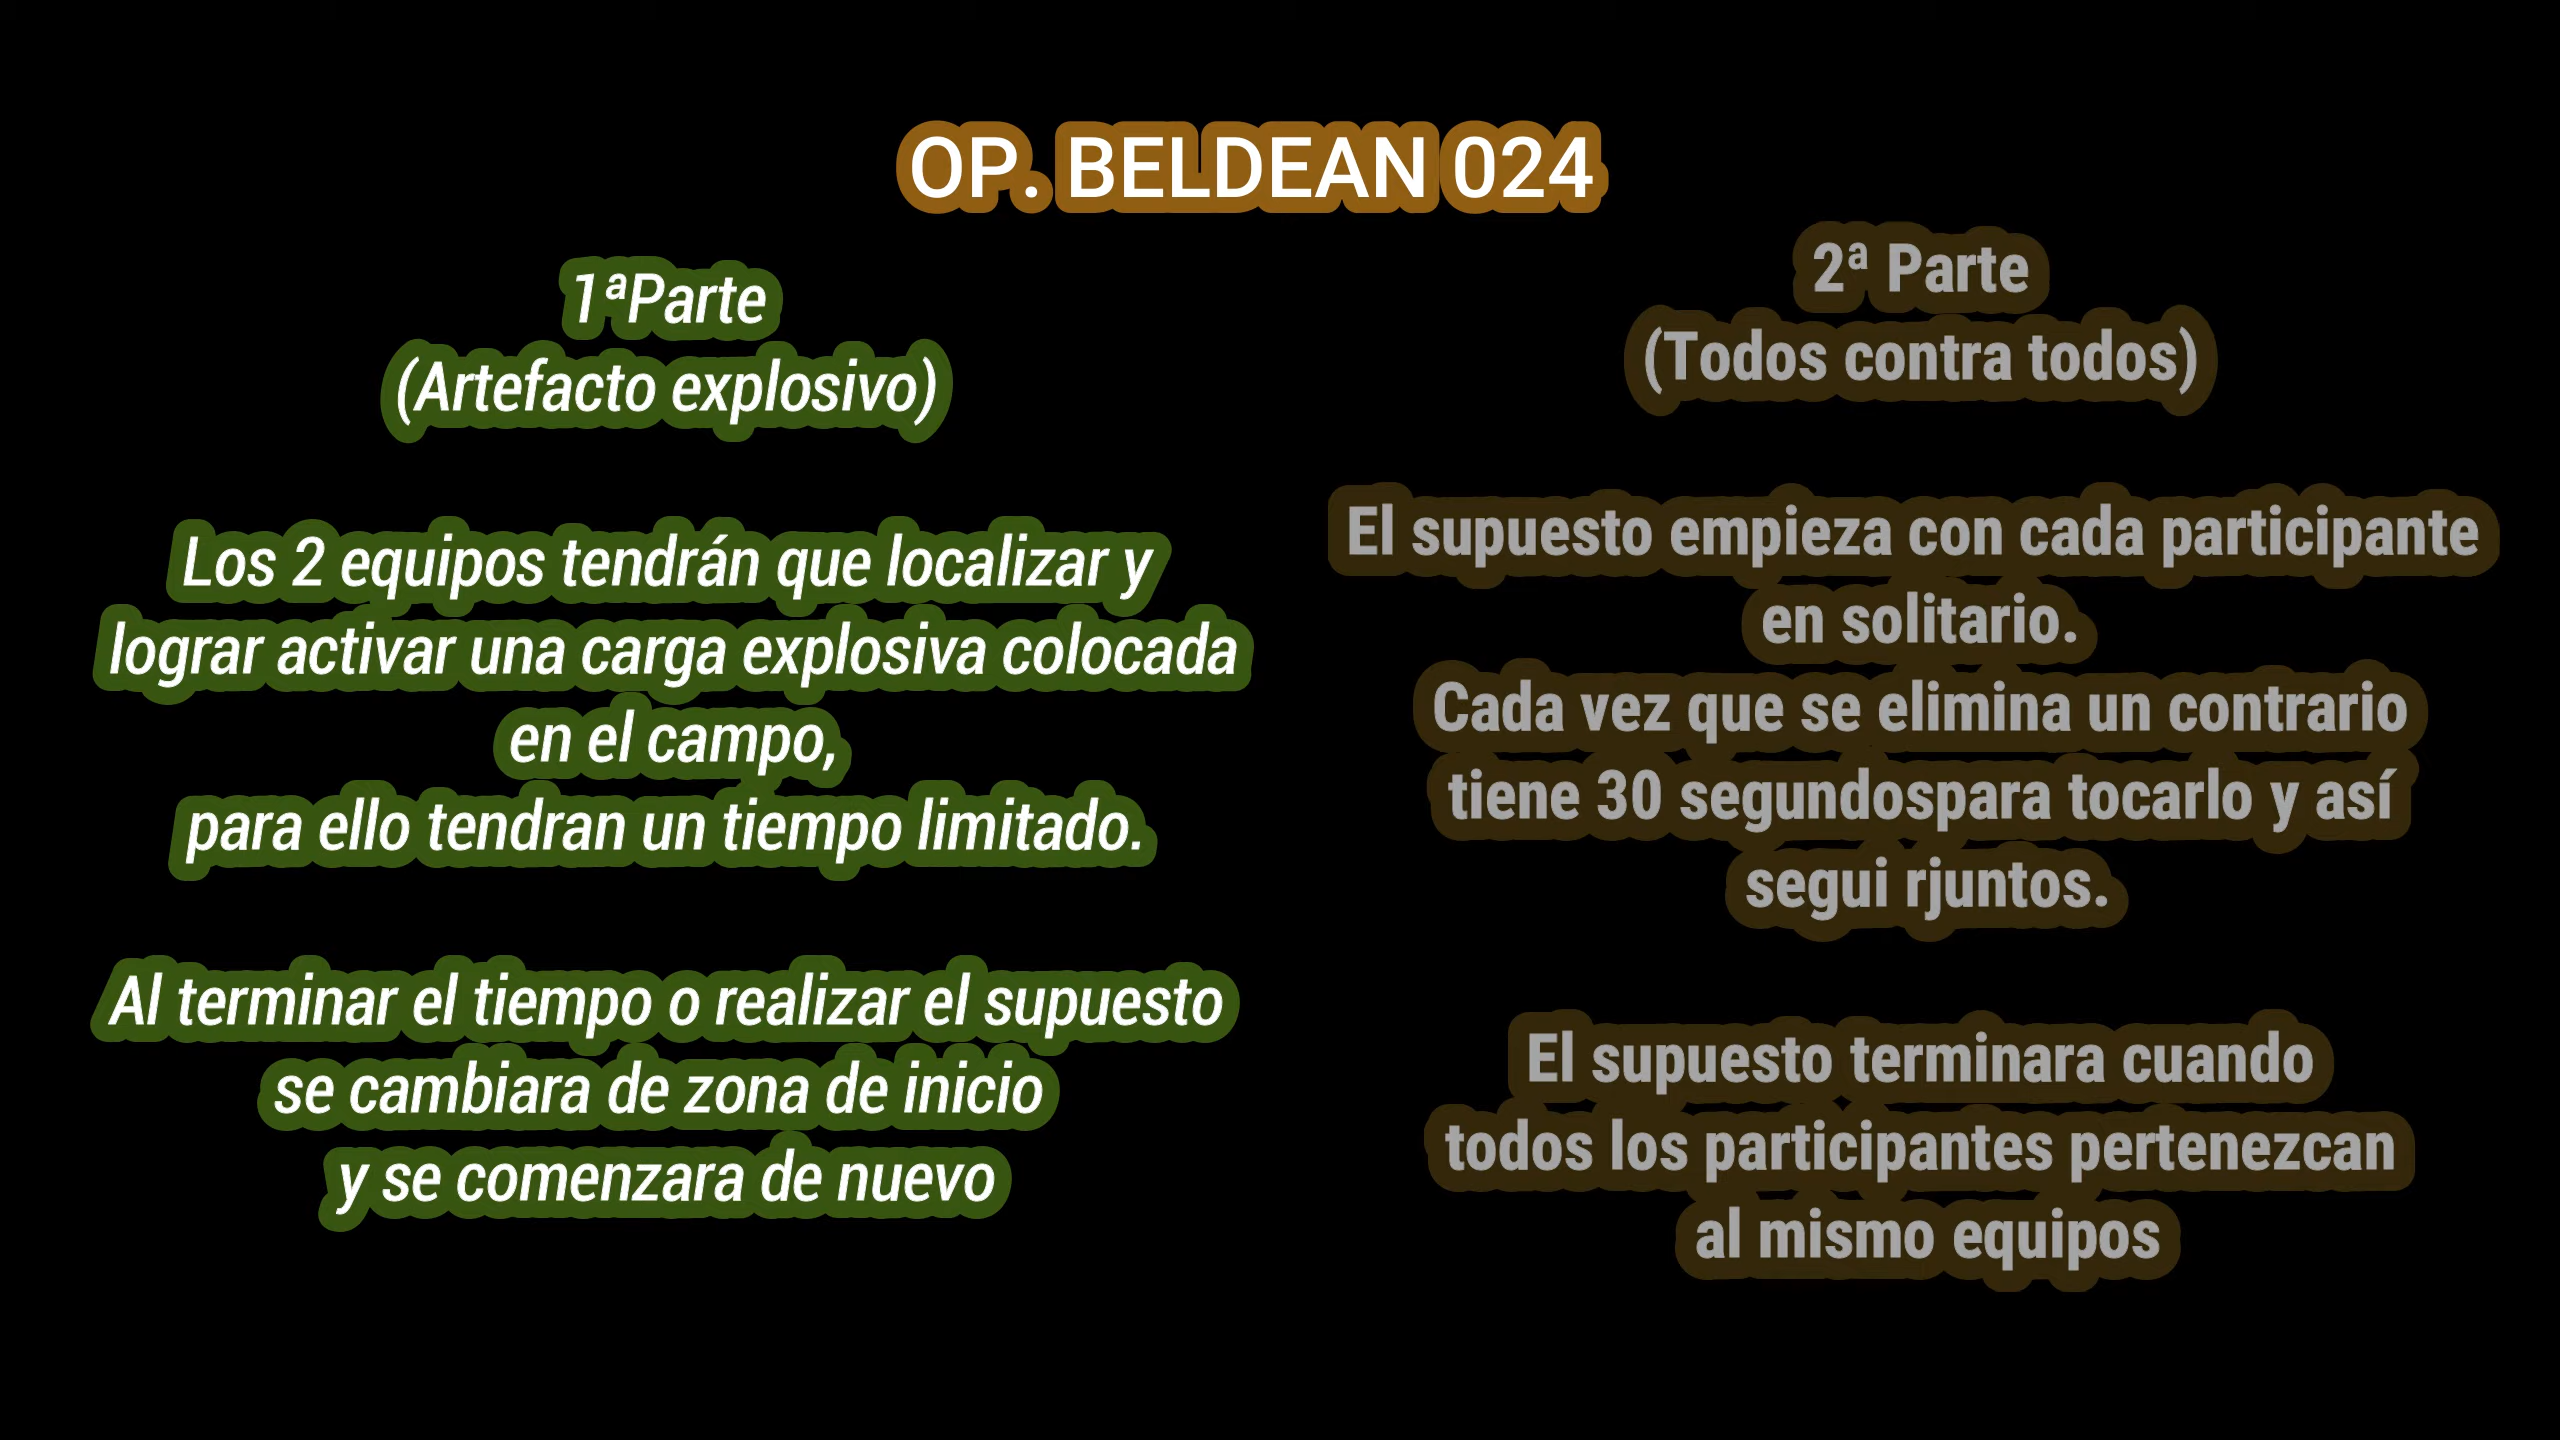 OP. BELDEAN 024
1ªParte
(Artefacto explosivo)
Los 2 equipos tendrán que localizar y
lograr activar una carga explosiva colocada
en el campo,
para ello tendran un tiempo limitado.
Al terminar el tiempo o realizar el supuesto
se cambiara de zona de inicio
y se comenzara de nuevo
2ª Parte
(Todos contra todos)
El supuesto empieza con cada participante
en solitario.
Cada vez que se elimina un contrario
tiene 30 segundospara tocarlo y así
segui rjuntos.
El supuesto terminara cuando
todos los participantes pertenezcan
al mismo equipos